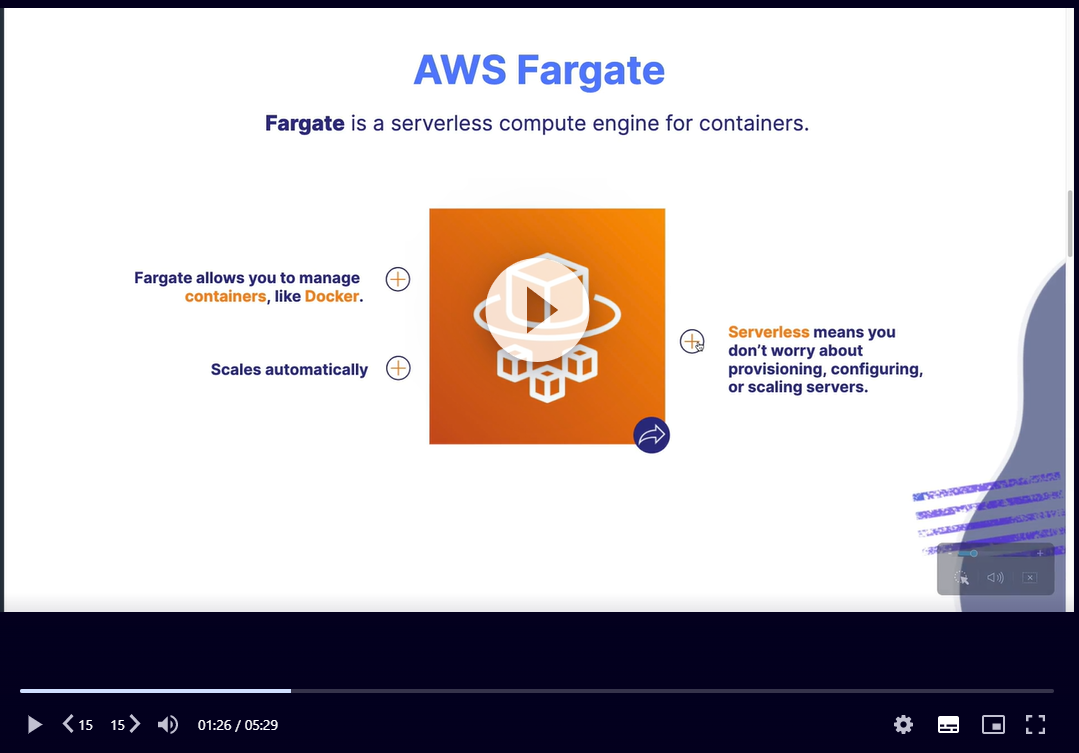 AWS Fargate
Fargate is a serverless compute engine for containers.
Fargate allows you to manage
containers, like Docker.
Scales automatically
Serverless means you
don’t worry about
provisioning, configuring,
or scaling servers.
15 15 01:26 / 05:29